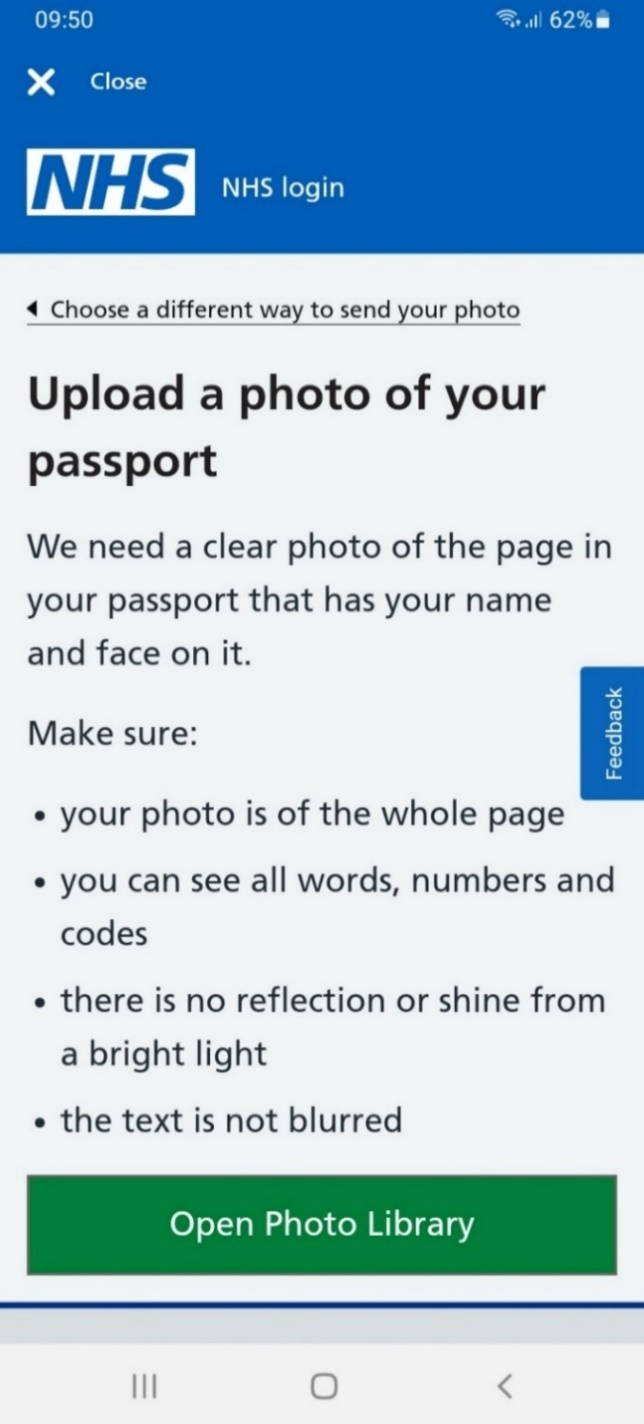 09:50 62%
Close
NHS NHS login
Choose a different way to send your photo
Upload a photo of your
passport
We need a clear photo of the page in
your passport that has your name
and face on it.
Feedback
Make sure:
• your photo is of the whole page
• you can see all words, numbers and
codes
• there is no reflection or shine from
a bright light
• the text is not blurred
Open Photo Library